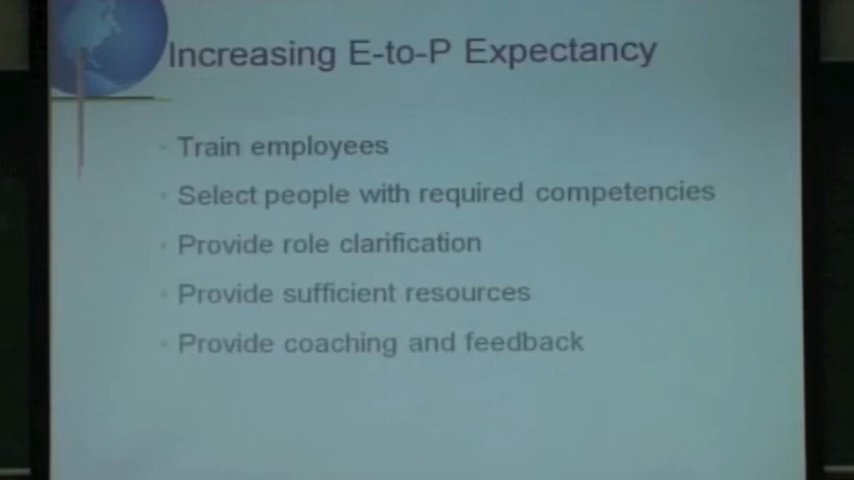 Increasing E-to-P Expectancy
Train employees
Select people with required competencies
Provide role clarification
Provide sufficient resources
Provide coaching and feedback